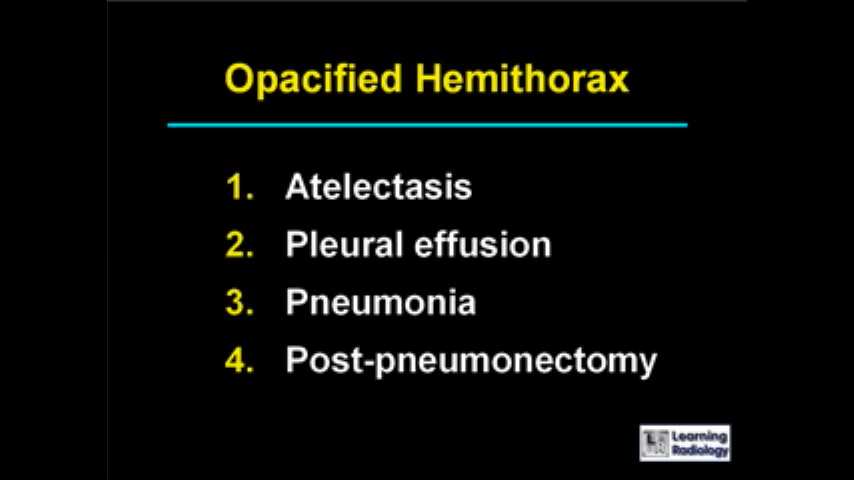 Opacified Hemithorax
1. Atelectasis
2. Pleural effusion
3. Pneumonia
4. Post-pneumonectomy
Learning
Radiology